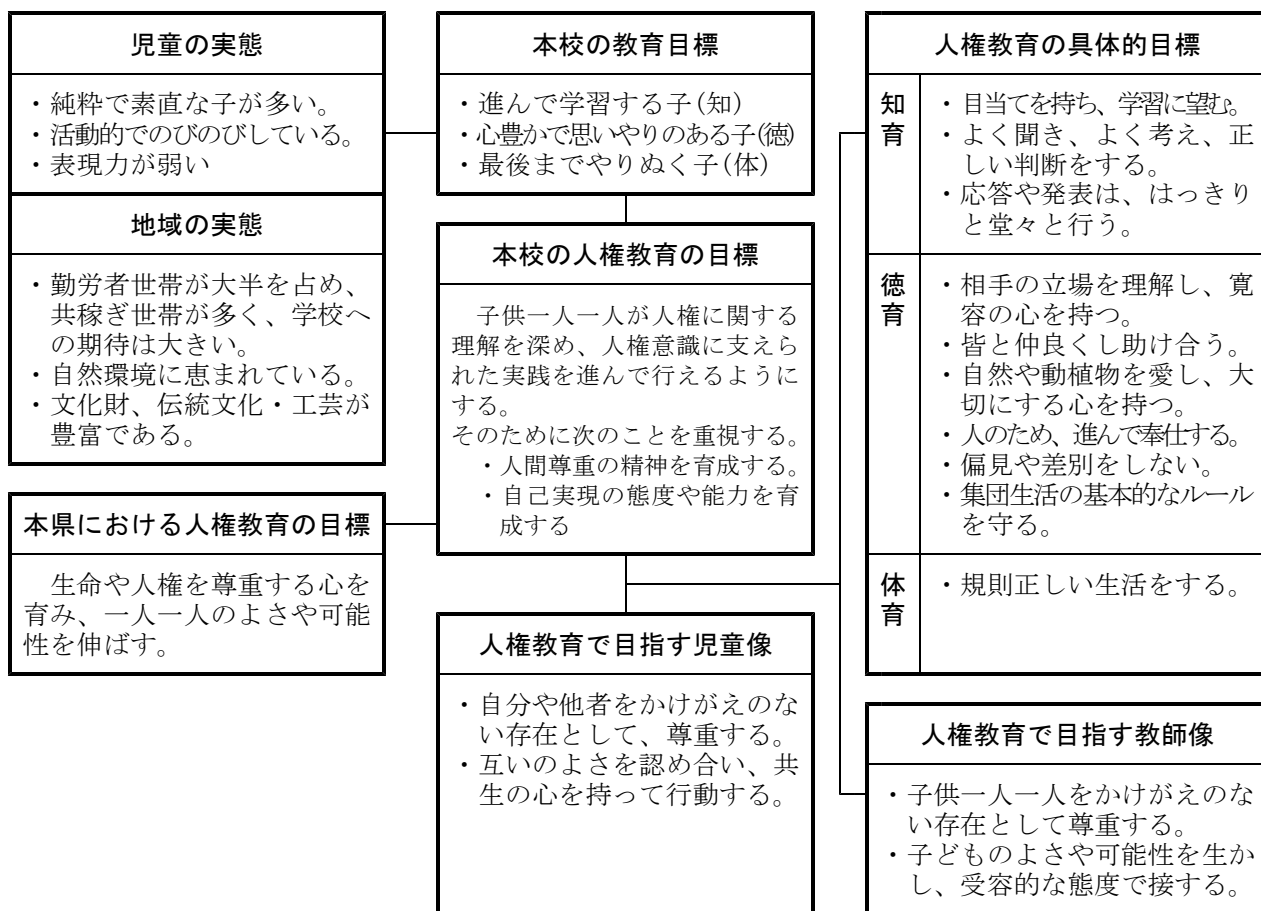 児童の実態
・純粋で素直な子が多い。
・活動的でのびのびしている。
・表現力が弱い
地域の実態
・勤労者世帯が大半を占め、
共稼ぎ世帯が多く、学校へ
の期待は大きい。
・自然環境に恵まれている。
・文化財、伝統文化・工芸が
豊富である。
本県における人権教育の目標
生命や人権を尊重する心を
育み、一人一人のよさや可能
性を伸ばす。
本校の教育目標
・進んで学習する子(知)
・心豊かで思いやりのある子(徳)
・最後までやりぬく子(体)
本校の人権教育の目標
子供一人一人が人権に関する
理解を深め、人権意識に支えら
れた実践を進んで行えるように
する。
そのために次のことを重視する。
・人間尊重の精神を育成する。
・自己実現の態度や能力を育
成する
人権教育で目指す児童像
・自分や他者をかけがえのな
い存在として、尊重する。
・互いのよさを認め合い、共
生の心を持って行動する。
人権教育の具体的目標
知育
・目当てを持ち、学習に望む。
・よく聞き、よく考え、正
しい判断をする。
・応答や発表は、はっきり
と堂々と行う。
徳育
・相手の立場を理解し、寛
容の心を持つ。
・皆と仲良くし助け合う。
・自然や動植物を愛し、大
切にする心を持つ。
・人のため、進んで奉仕する。
・偏見や差別をしない。
・集団生活の基本的なルール
を守る。
体育
・規則正しい生活をする。
人権教育で目指す教師像
・子供一人一人をかけがえのな
い存在として尊重する。
・子どものよさや可能性を生か
し、受容的な態度で接する。